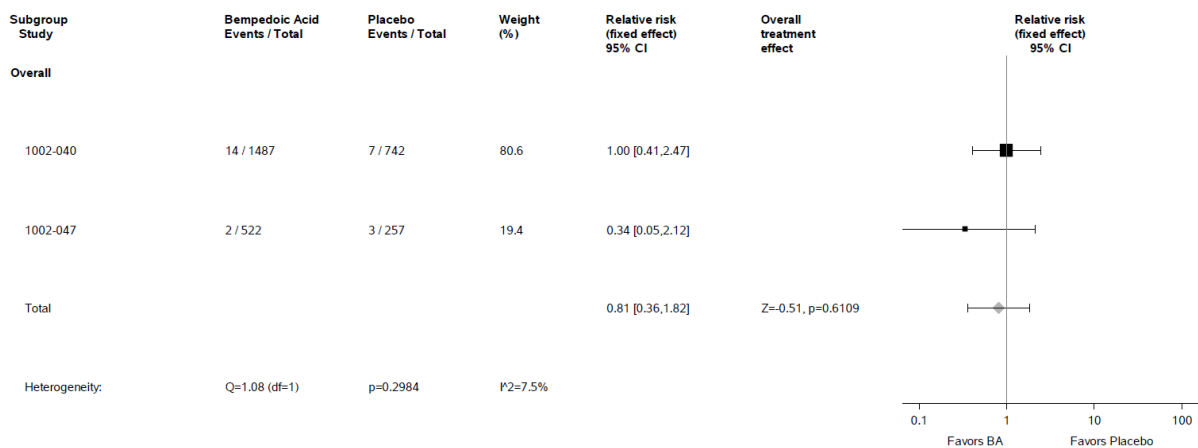 Subgroup Study
Bempedoic Acid Events / Total
Placebo Events / Total
Weight (%)
Relative risk (fixed effect) 95% CI
Overall treatment effect
Relative risk (fixed effect) 95% CI
Overall
1002-040 14 / 1487 7 / 742 80.6 1.00 [0.41,2.47]
1002-047 2 / 522 3 / 257 19.4 0.34 [0.05,2.12]
Total 0.81 [0.36,1.82] Z=-0.51, p=0.6109
Heterogeneity: Q=1.08 (df=1) p=0.2984 I^2=7.5%
0.1 1 10 100
Favors BA Favors Placebo